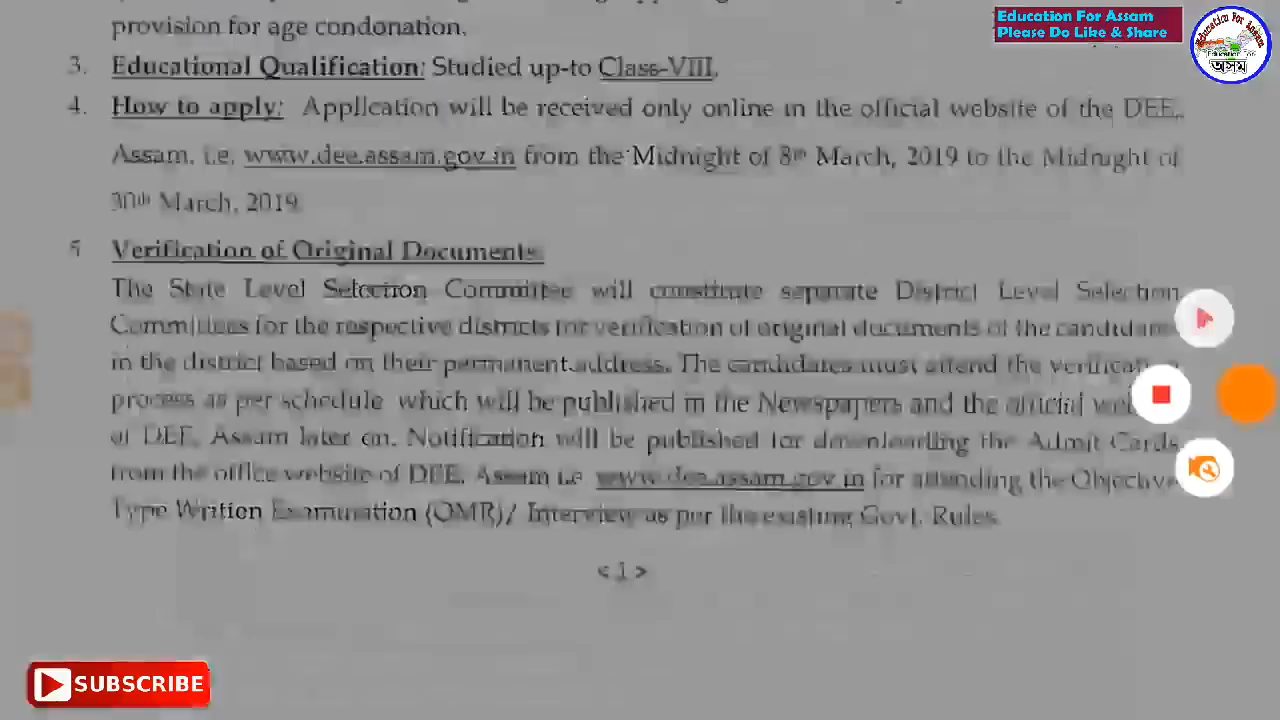 provision for age condonation.
Education For Assam
Please Do Like & Share
Education For Assam
অসম
3. Educational Qualification: Studied up-to Class-VIII.
4. How to apply: Application will be received only online in the official website of the DEE,
Assam, i.e. www.dee.assam.gov.in from the Midnight of 8th March, 2019 to the Midnight of
30th March, 2019
5 Verification of Original Documents:
The State Level Selection Committee will constitute separate District Level Selection
Committees for the respective districts for verification of original documents of the candidate
in the district based on their permanent address. The candidates must attend the
process as per schedule which will be published in the Newspapers and the official
of DEE, Assam later on. Notification will be published for downloading the Admit Cards
from the office website of DEE, Assam i.e www.dee.assam.gov.in for attending the Objective
Type Written Examination (OMR)/ Interview as per the existing Govt. Rules.
< 1 >
SUBSCRIBE